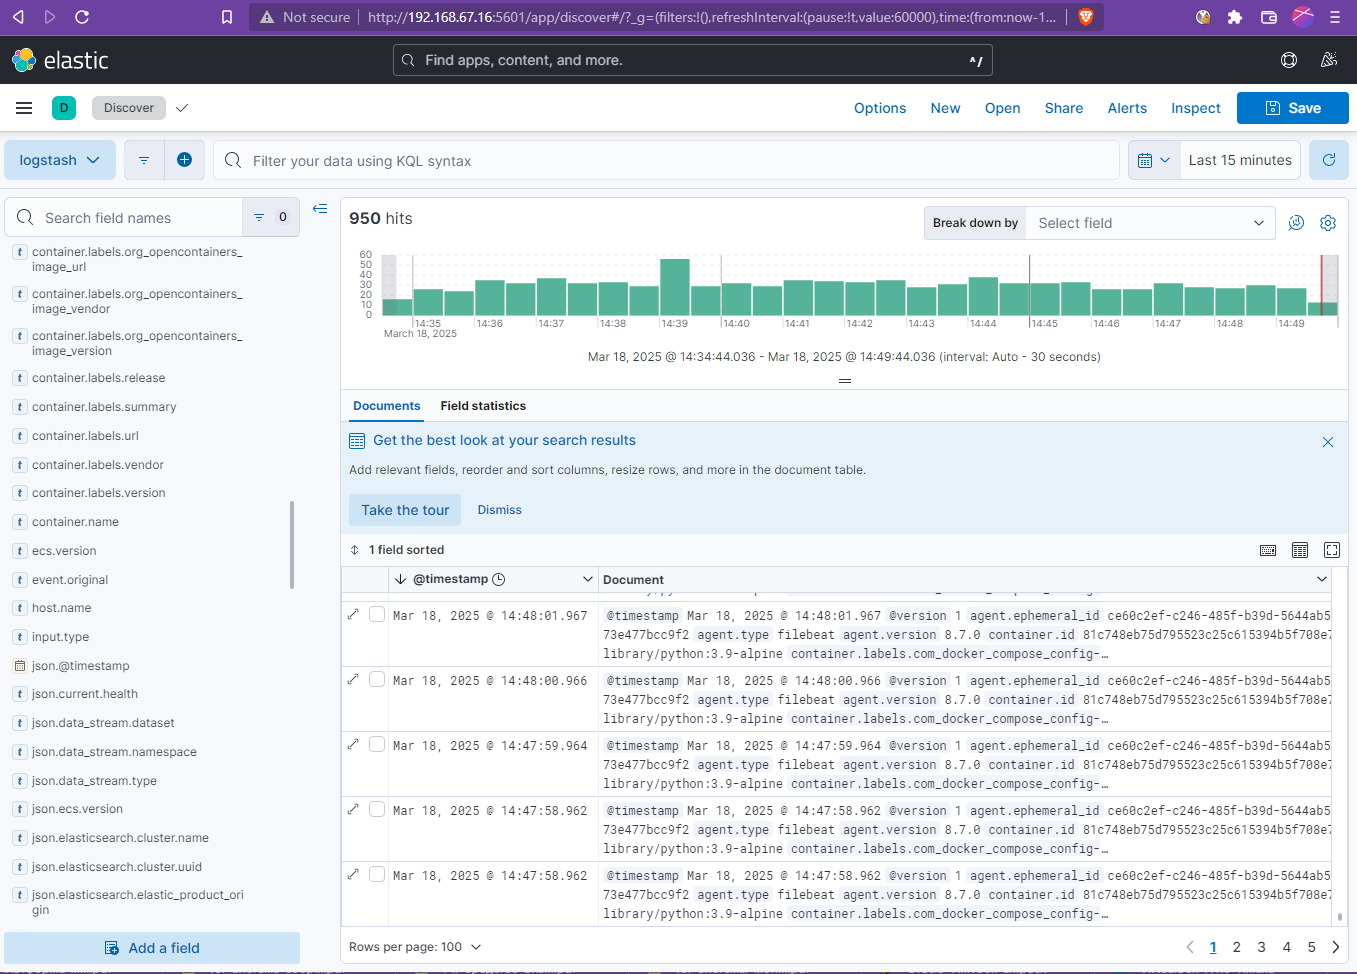 Not secure
http://192.168.67.16:5601/app/discover#/?_g=(filters:!(),refreshInterval:(pause:!t,value:60000),time:(from:now-1...
elastic
Find apps, content, and more.
^/
D
Discover
Options
New
Open
Share
Alerts
Inspect
Save
logstash
Filter your data using KQL syntax
Last 15 minutes
Search field names
0
container.labels.org_opencontainers_
image_url
container.labels.org_opencontainers_
image_vendor
container.labels.org_opencontainers_
image_version
container.labels.release
container.labels.summary
container.labels.url
container.labels.vendor
container.labels.version
container.name
ecs.version
event.original
host.name
input.type
json.@timestamp
json.current.health
json.data_stream.dataset
json.data_stream.namespace
json.data_stream.type
json.ecs.version
json.elasticsearch.cluster.name
json.elasticsearch.cluster.uuid
json.elasticsearch.elastic_product_ori
gin
Add a field
950 hits
Break down by
Select field
60
50
40
30
20
10
0
14:35
14:36
14:37
14:38
14:39
14:40
14:41
14:42
14:43
14:44
14:45
14:46
14:47
14:48
14:49
March 18, 2025
Mar 18, 2025 @ 14:34:44.036 - Mar 18, 2025 @ 14:49:44.036 (interval: Auto - 30 seconds)
Documents
Field statistics
Get the best look at your search results
Add relevant fields, reorder and sort columns, resize rows, and more in the document table.
Take the tour
Dismiss
1 field sorted
@timestamp
Document
Mar 18, 2025 @ 14:48:01.967
@timestamp Mar 18, 2025 @ 14:48:01.967 @version 1 agent.ephemeral_id ce60c2ef-c246-485f-b39d-5644ab5
73e477bcc9f2 agent.type filebeat agent.version 8.7.0 container.id 81c748eb75d795523c25c615394b5f708e7
library/python:3.9-alpine container.labels.com_docker_compose_config-…
Mar 18, 2025 @ 14:48:00.966
@timestamp Mar 18, 2025 @ 14:48:00.966 @version 1 agent.ephemeral_id ce60c2ef-c246-485f-b39d-5644ab5
73e477bcc9f2 agent.type filebeat agent.version 8.7.0 container.id 81c748eb75d795523c25c615394b5f708e7
library/python:3.9-alpine container.labels.com_docker_compose_config-…
Mar 18, 2025 @ 14:47:59.964
@timestamp Mar 18, 2025 @ 14:47:59.964 @version 1 agent.ephemeral_id ce60c2ef-c246-485f-b39d-5644ab5
73e477bcc9f2 agent.type filebeat agent.version 8.7.0 container.id 81c748eb75d795523c25c615394b5f708e7
library/python:3.9-alpine container.labels.com_docker_compose_config-…
Mar 18, 2025 @ 14:47:58.962
@timestamp Mar 18, 2025 @ 14:47:58.962 @version 1 agent.ephemeral_id ce60c2ef-c246-485f-b39d-5644ab5
73e477bcc9f2 agent.type filebeat agent.version 8.7.0 container.id 81c748eb75d795523c25c615394b5f708e7
library/python:3.9-alpine container.labels.com_docker_compose_config-…
Mar 18, 2025 @ 14:47:58.962
@timestamp Mar 18, 2025 @ 14:47:58.962 @version 1 agent.ephemeral_id ce60c2ef-c246-485f-b39d-5644ab5
73e477bcc9f2 agent.type filebeat agent.version 8.7.0 container.id 81c748eb75d795523c25c615394b5f708e7
library/python:3.9-alpine container.labels.com_docker_compose_config-…
Rows per page: 100
1 2 3 4 5